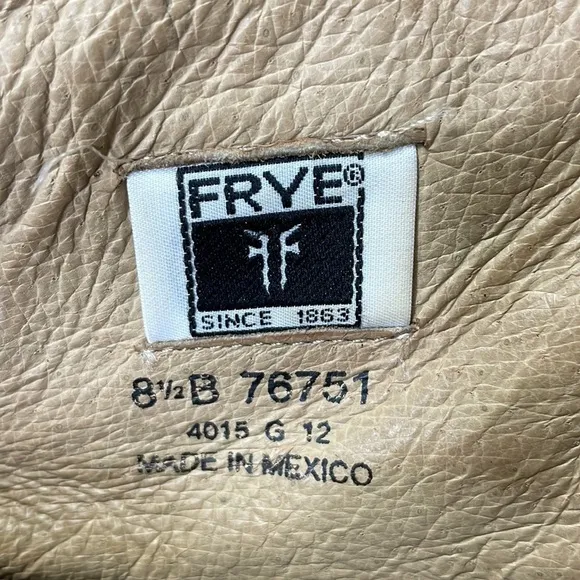 FRYE®
SINCE 1863
8½B 76751
4015 G 12
MADE IN MEXICO